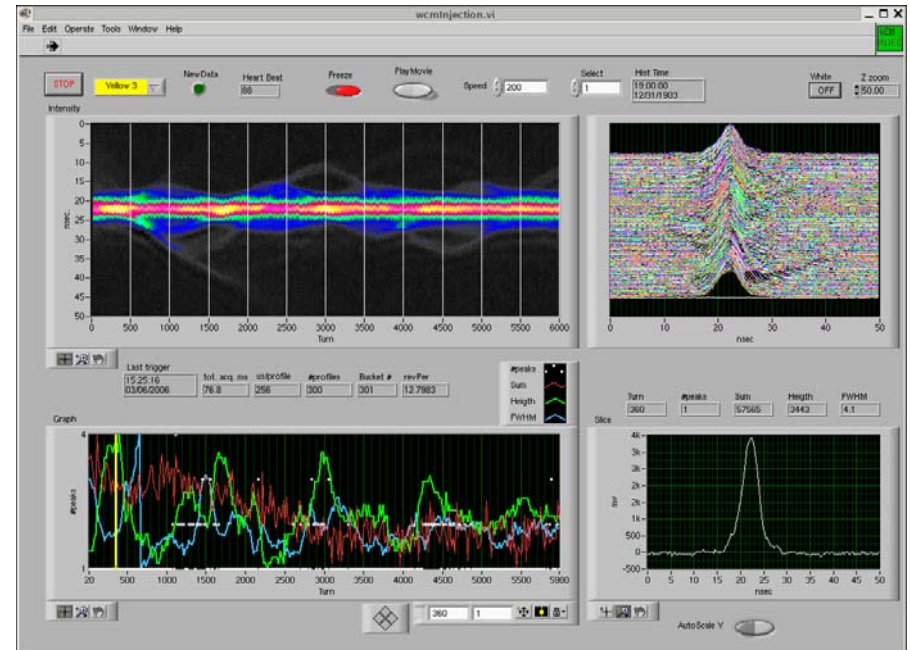 wcmInjection.vi
File Edit Operate Tools Window Help
WCM
INJEC
STOP
Yellow 3
NewData
Heart Beat
88
Freeze
PlayMovie
Speed 200
Select
1
Hist Time
19:00:00
12/31/1903
White
OFF
Z zoom
50.00
Intensity
0-
5-
10-
15-
20-
25-
30-
35-
40-
45-
50-
nsec.
0 500 1000 1500 2000 2500 3000 3500 4000 4500 5000 5500 6000
Turn
0 10 20 30 40 50
nsec
Last trigger
15:25:16
03/06/2006
tot. acq. ms
76.8
us/profile
256
#profiles
300
Bucket #
301
revPer
12.7983
#peaks
Sum
Heigth
FWHM
Turn
360
#peaks
1
Sum
57565
Heigth
3443
FWHM
4.1
Graph
4
#peaks
1
20 500 1000 1500 2000 2500 3000 3500 4000 4500 5000 5500 5980
Turn
360 1
Slice
4k-
3k-
3k-
2k-
2k-
1k-
500-
0-
-500-
mv
0 5 10 15 20 25 30 35 40 45 50
nsec
AutoScale Y